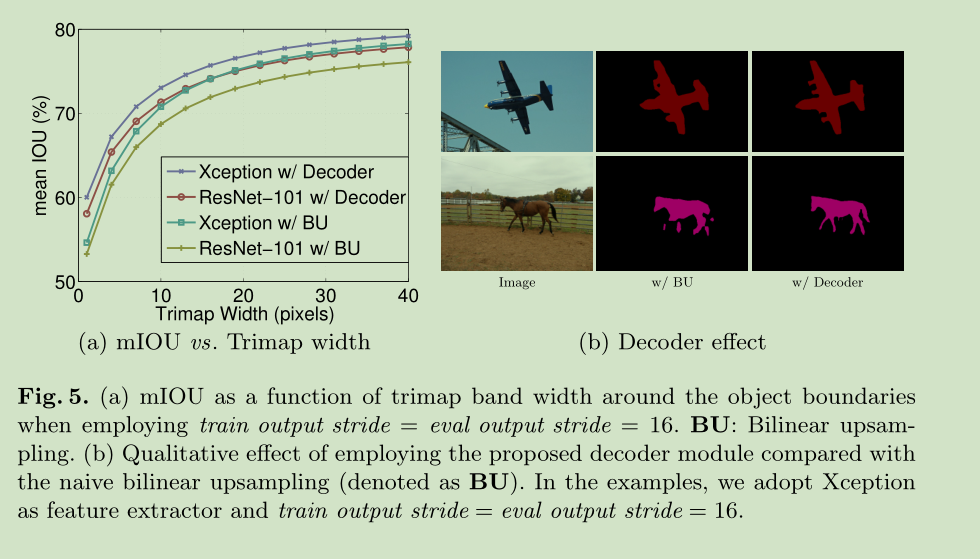 80
70
60
50
mean IOU (%)
Xception w/ Decoder
ResNet−101 w/ Decoder
Xception w/ BU
ResNet−101 w/ BU
0 10 20 30 40
Trimap Width (pixels)
Image w/ BU w/ Decoder
(a) mIOU vs. Trimap width
(b) Decoder effect
Fig. 5. (a) mIOU as a function of trimap band width around the object boundaries
when employing train output stride = eval output stride = 16. BU: Bilinear upsam-
pling. (b) Qualitative effect of employing the proposed decoder module compared with
the naive bilinear upsampling (denoted as BU). In the examples, we adopt Xception
as feature extractor and train output stride = eval output stride = 16.